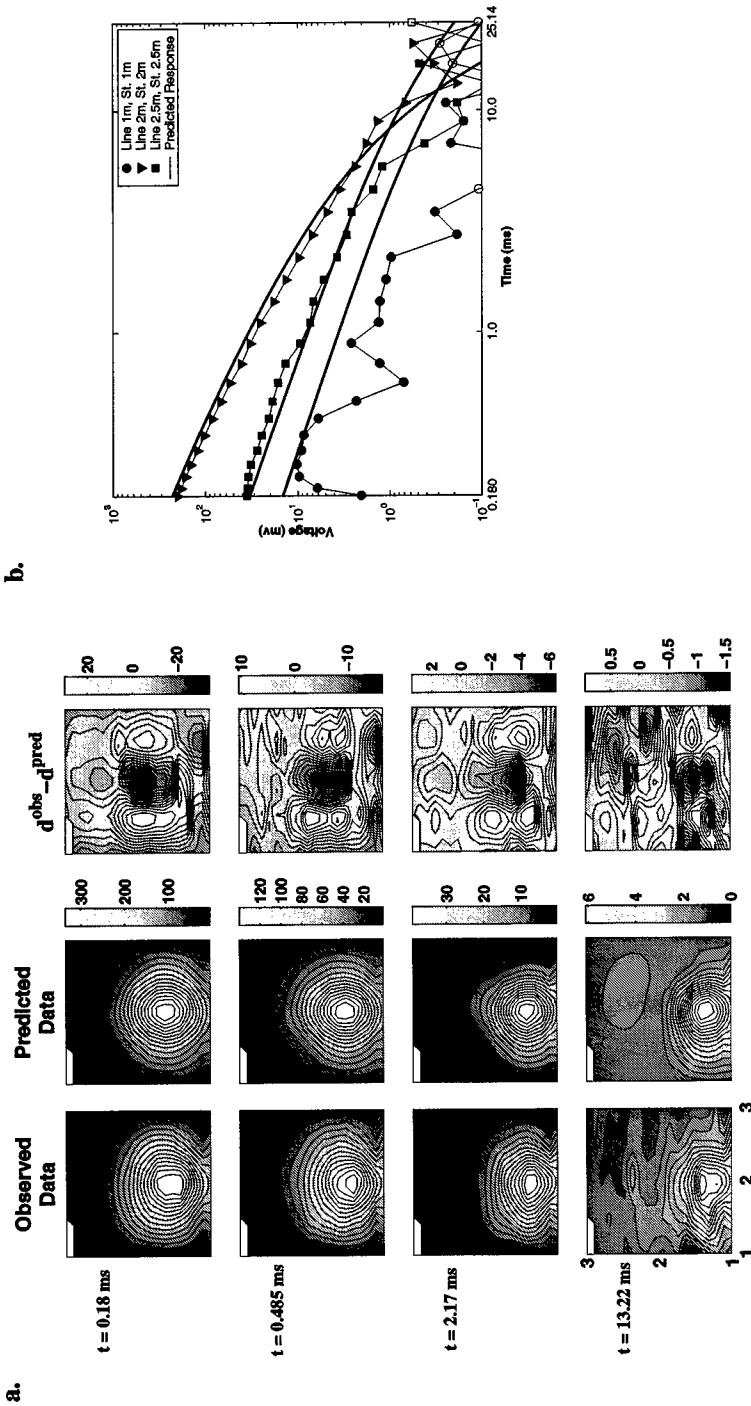 a.
Observed
Data
Predicted
Data
d^obs – d^pred
t = 0.18 ms
300
200
100
20
0
-20
t = 0.485 ms
120
100
80
60
40
20
10
0
-10
t = 2.17 ms
30
20
10
2
0
-2
-4
-6
t = 13.22 ms
3
2
1
1
2
3
6
4
2
0
0.5
0
-0.5
-1
-1.5
b.
Line 1m, St. 1m
Line 2m, St. 2m
Line 2.5m, St. 2.5m
Predicted Response
Voltage (mv)
10^3
10^2
10^1
10^0
10^-1
0.180
1.0
10.0
25.14
Time (ms)